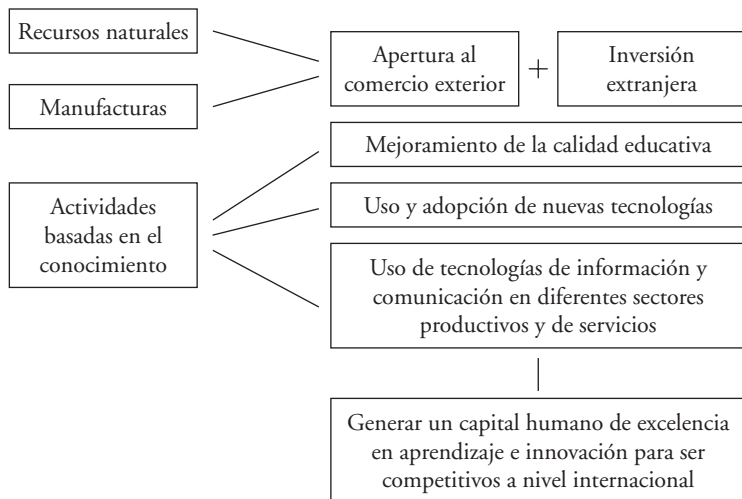 Recursos naturales
Manufacturas
Apertura al
comercio exterior
+
Inversión
extranjera
Actividades
basadas en el
conocimiento
Mejoramiento de la calidad educativa
Uso y adopción de nuevas tecnologías
Uso de tecnologías de información y
comunicación en diferentes sectores
productivos y de servicios
Generar un capital humano de excelencia
en aprendizaje e innovación para ser
competitivos a nivel internacional